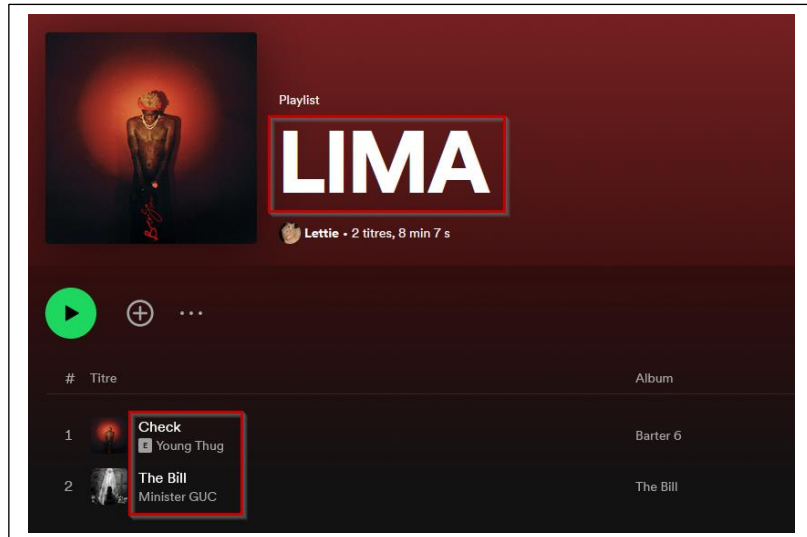 Playlist
LIMA
Lettie • 2 titres, 8 min 7 s
# Titre Album
1 Check Barter 6
E Young Thug
2 The Bill The Bill
Minister GUC